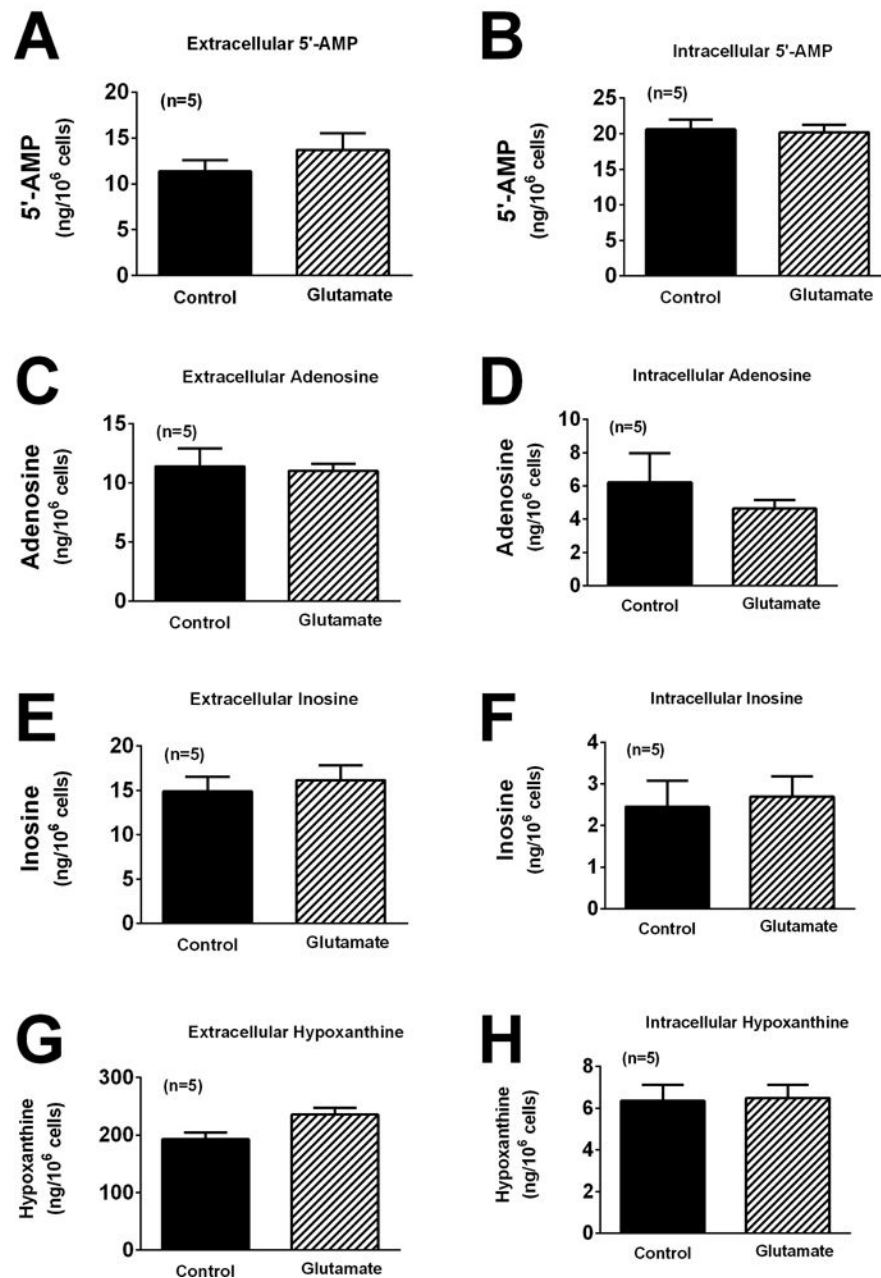 A
Extracellular 5'-AMP
(n=5)
20
15
10
5
0
5'-AMP
(ng/10⁶ cells)
Control
Glutamate
B
Intracellular 5'-AMP
(n=5)
25
20
15
10
5
0
5'-AMP
(ng/10⁶ cells)
Control
Glutamate
C
Extracellular Adenosine
(n=5)
15
10
5
0
Adenosine
(ng/10⁶ cells)
Control
Glutamate
D
Intracellular Adenosine
(n=5)
10
8
6
4
2
0
Adenosine
(ng/10⁶ cells)
Control
Glutamate
E
Extracellular Inosine
(n=5)
20
15
10
5
0
Inosine
(ng/10⁶ cells)
Control
Glutamate
F
Intracellular Inosine
(n=5)
4
3
2
1
0
Inosine
(ng/10⁶ cells)
Control
Glutamate
G
Extracellular Hypoxanthine
(n=5)
300
200
100
0
Hypoxanthine
(ng/10⁶ cells)
Control
Glutamate
H
Intracellular Hypoxanthine
(n=5)
8
6
4
2
0
Hypoxanthine
(ng/10⁶ cells)
Control
Glutamate